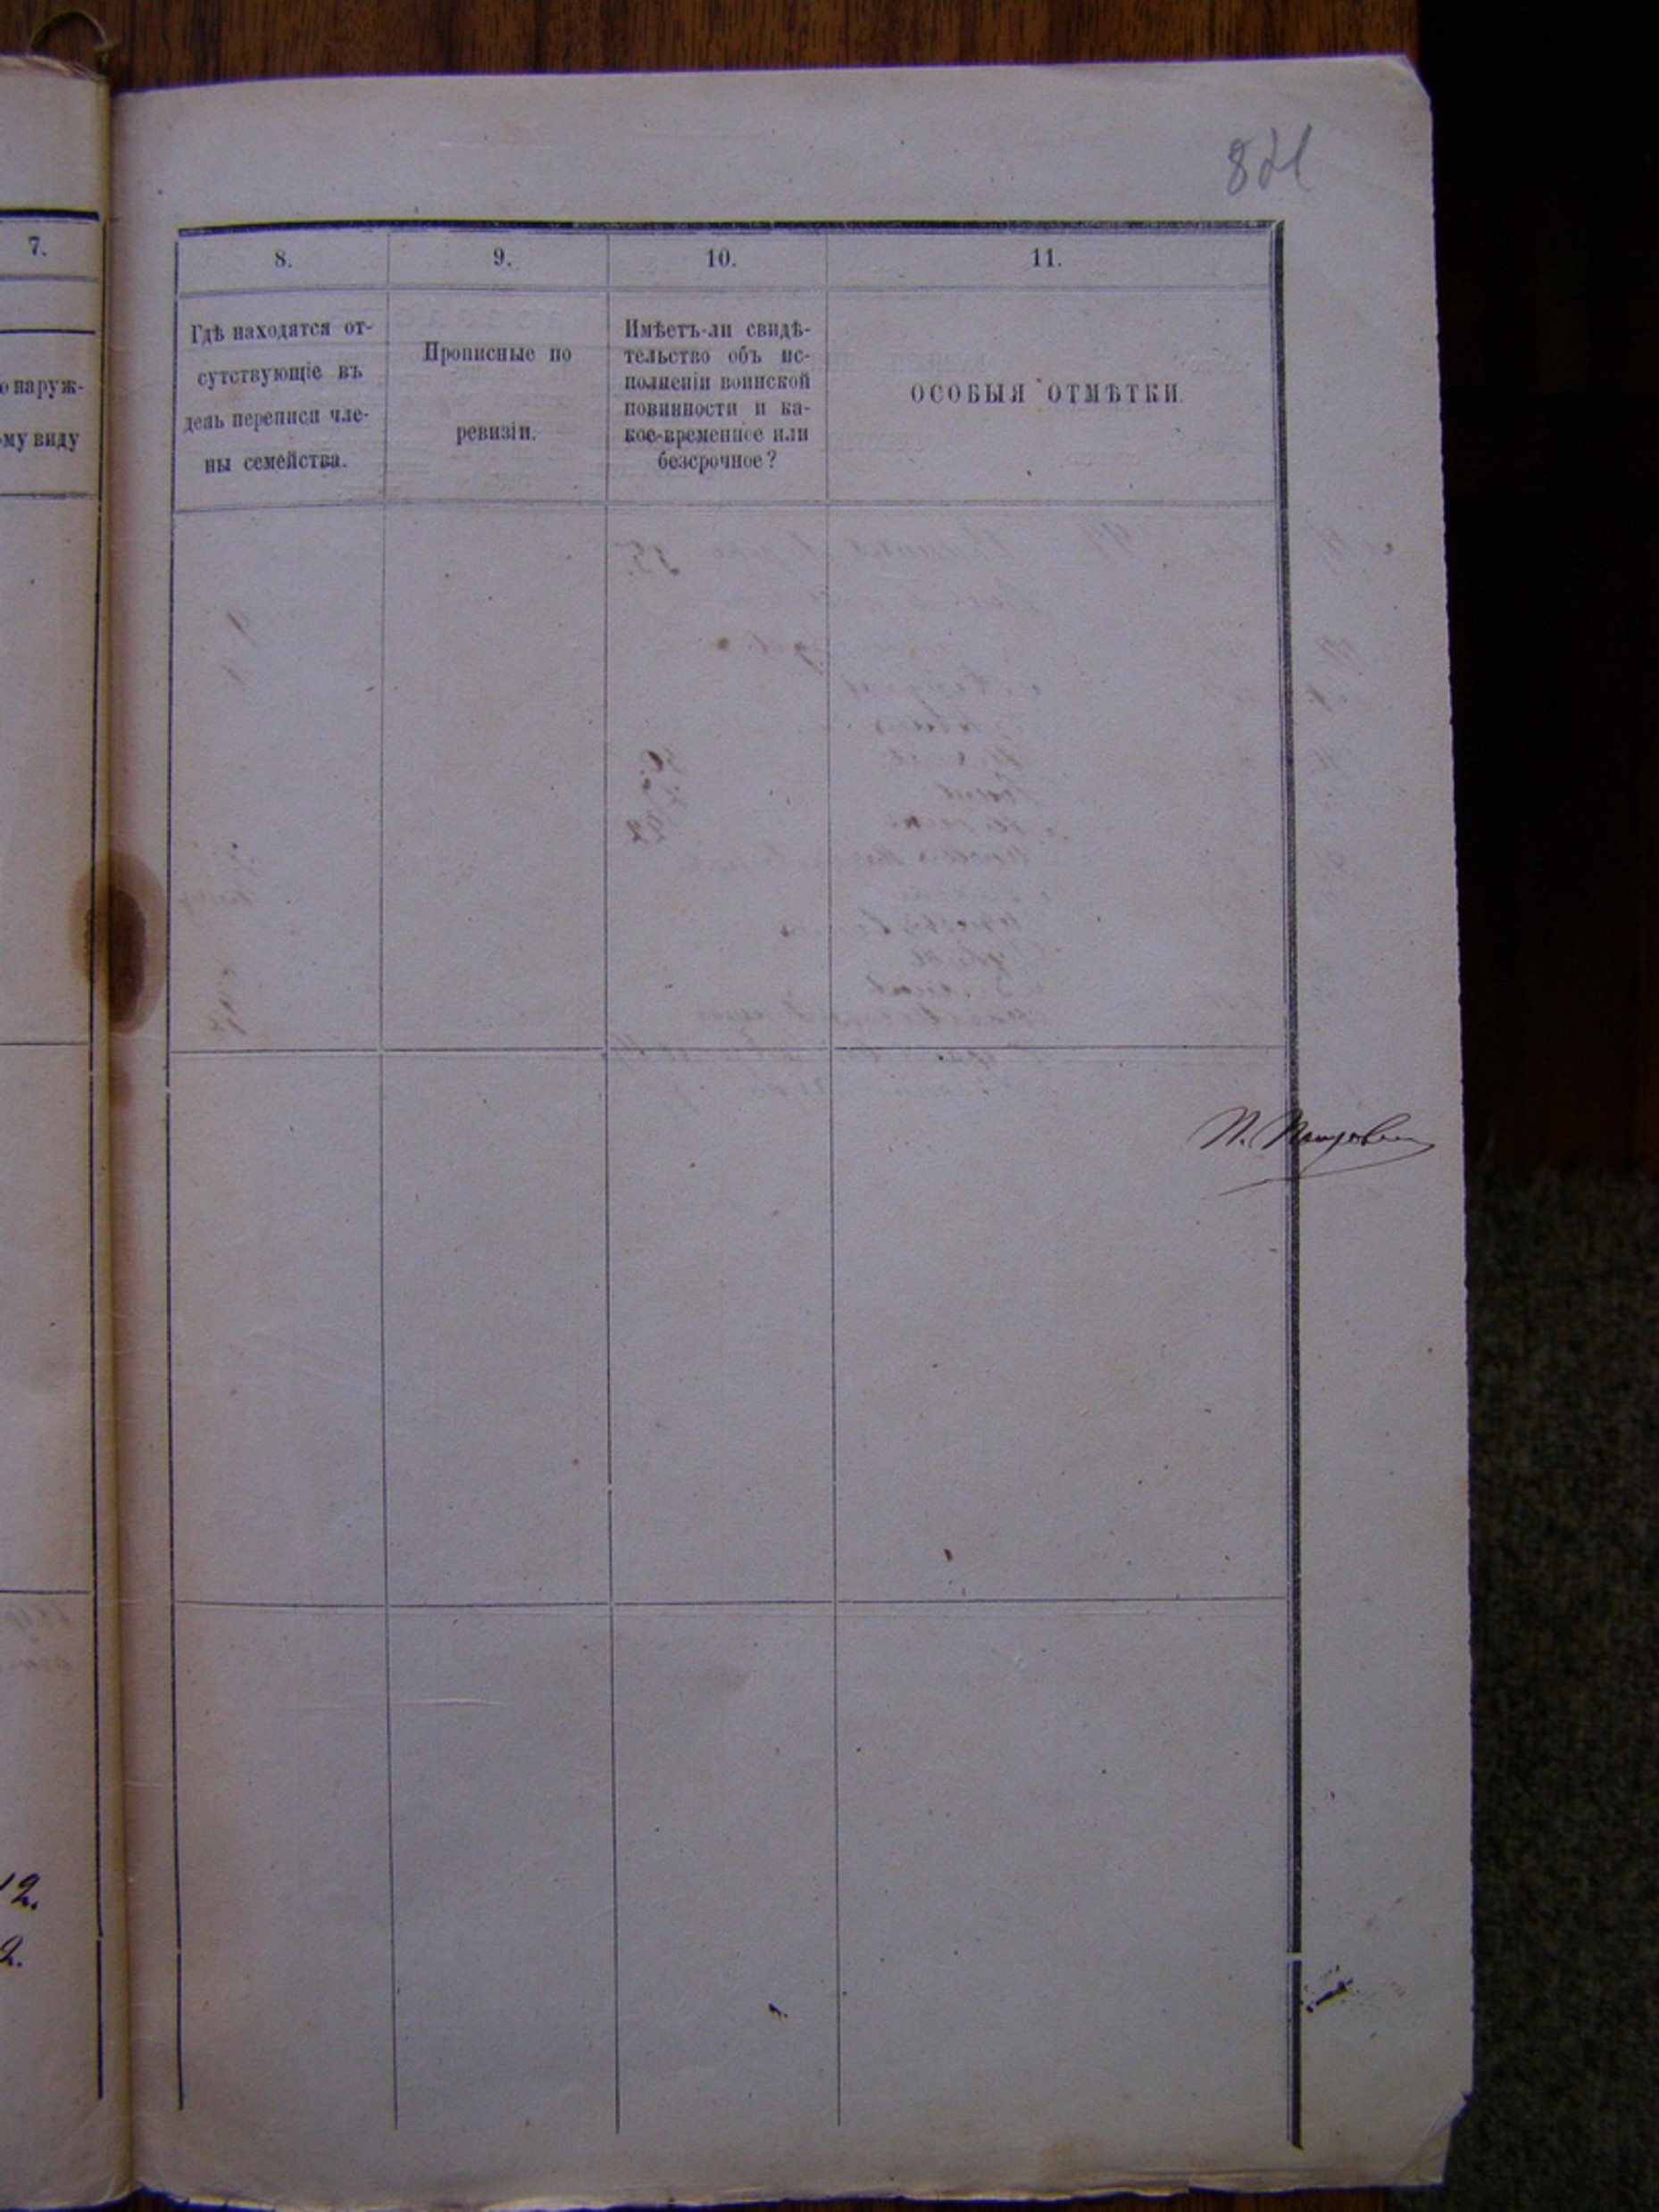 821
7.
о наруж-
му виду
12.
2.
8.
9.
10.
11.
Гдѣ находятся от-
сутствующіе въ
день переписи чле-
ны семейства.
Прописные по
ревизіи.
Имѣетъ-ли свидѣ-
тельство объ ис-
полненіи воинской
повинности и ка-
кое-временное или
безсрочное?
ОСОБЫЯ ОТМѢТКИ.